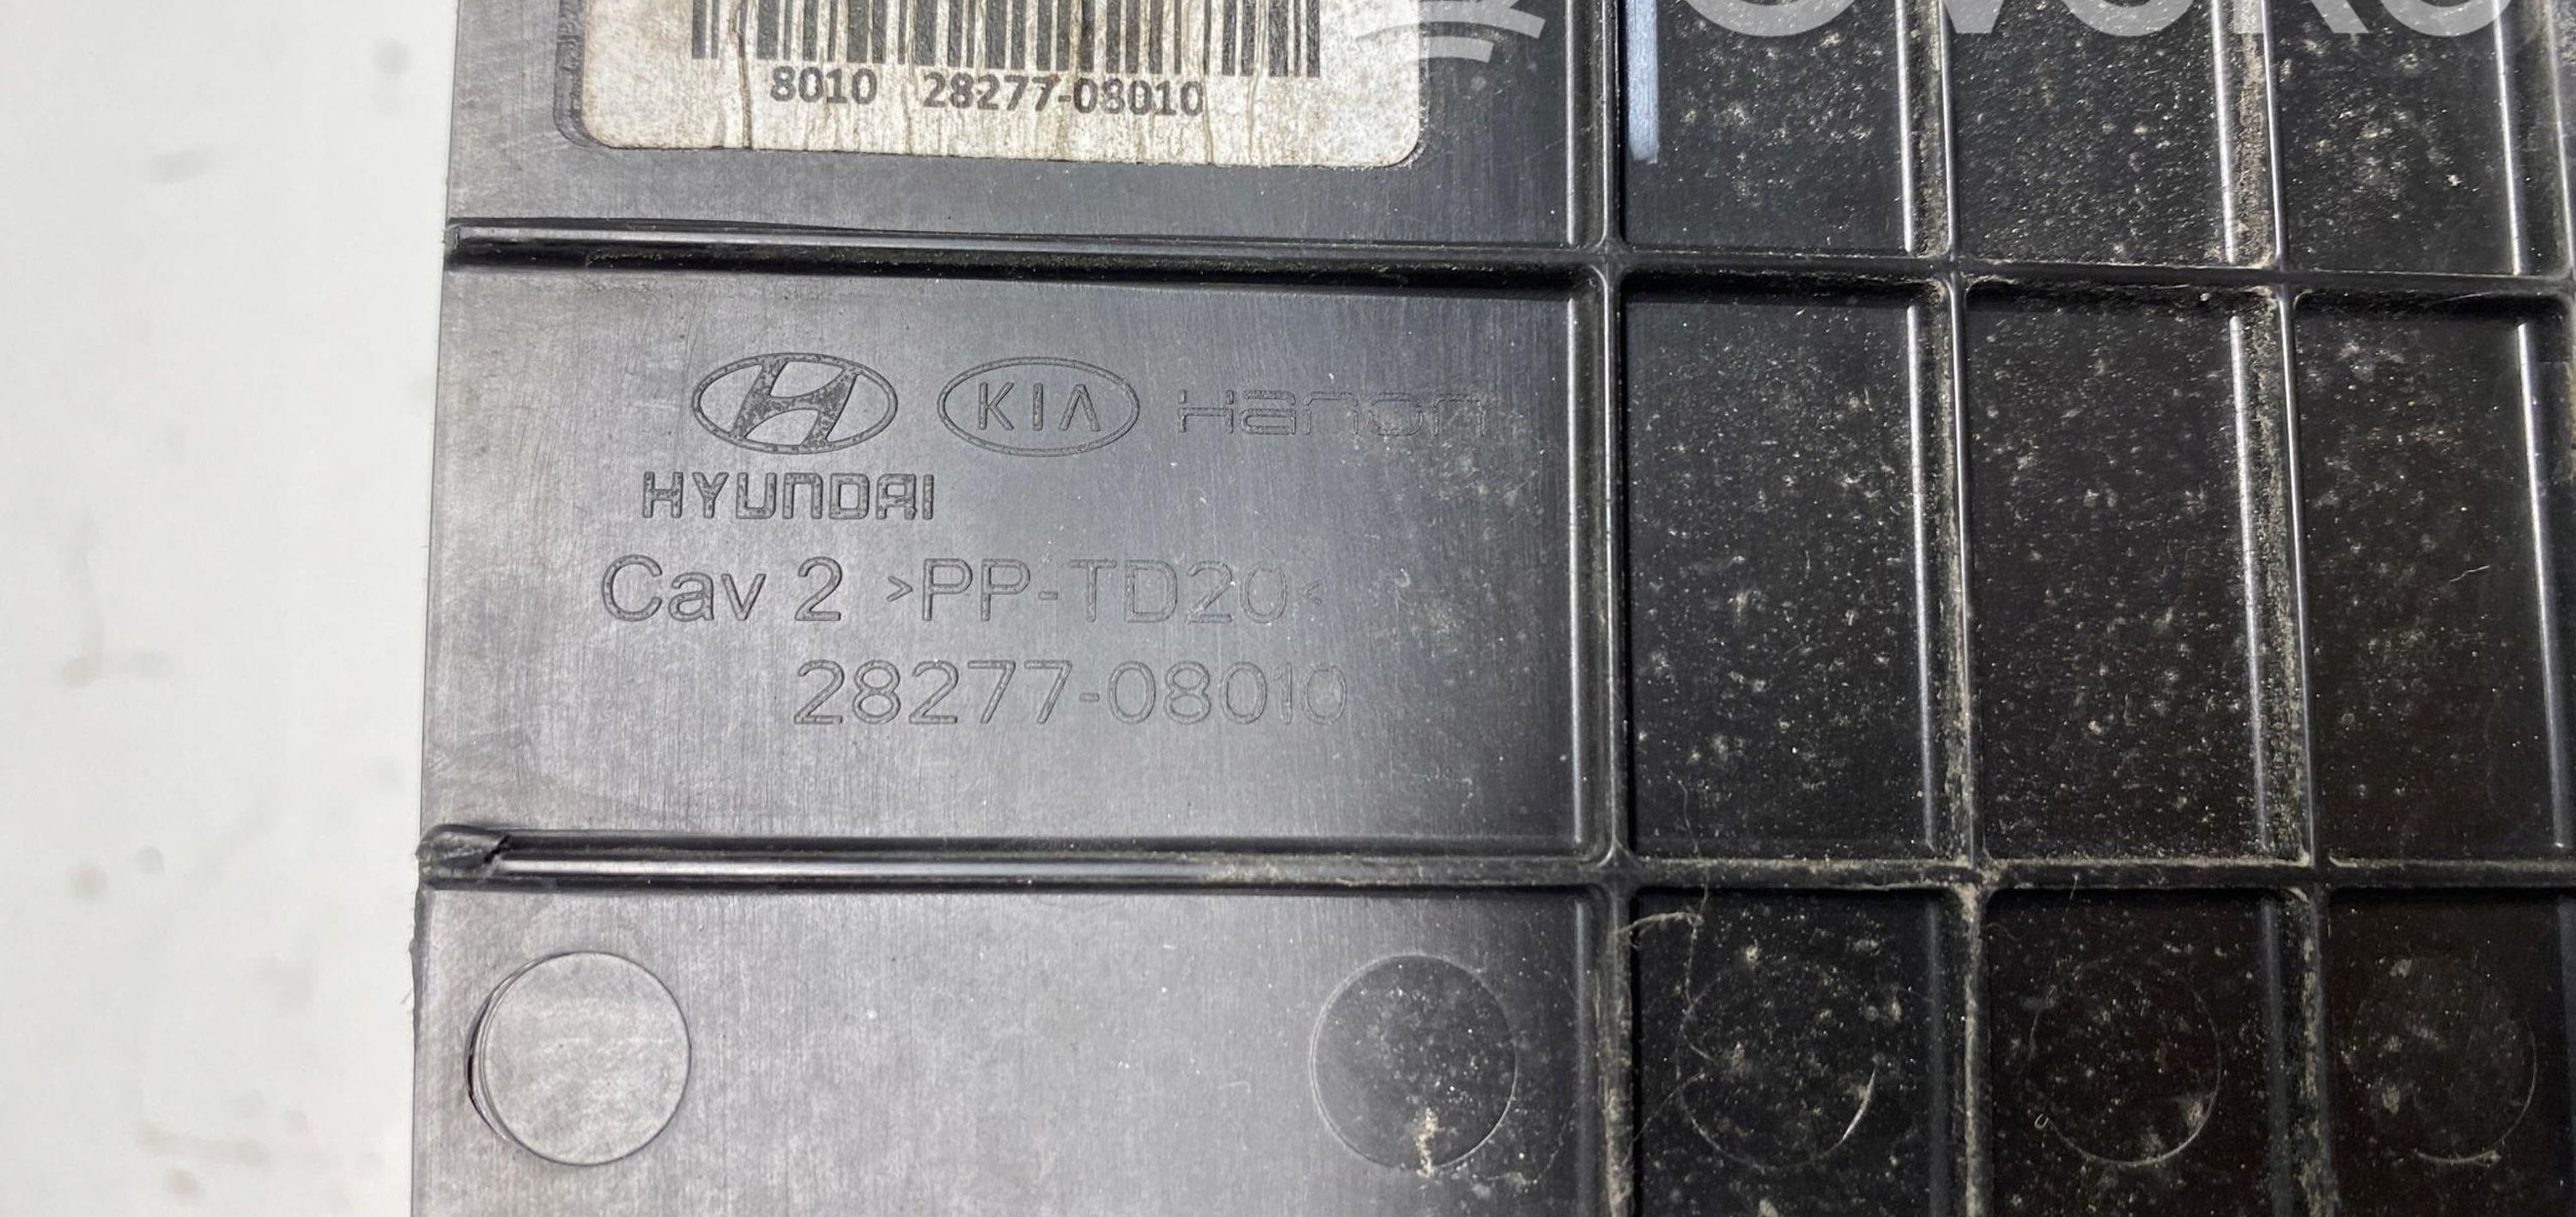 8010 28277-08010
KIA Hanon
HYUNDAI
Cav 2 >PP-TD20<
28277-08010